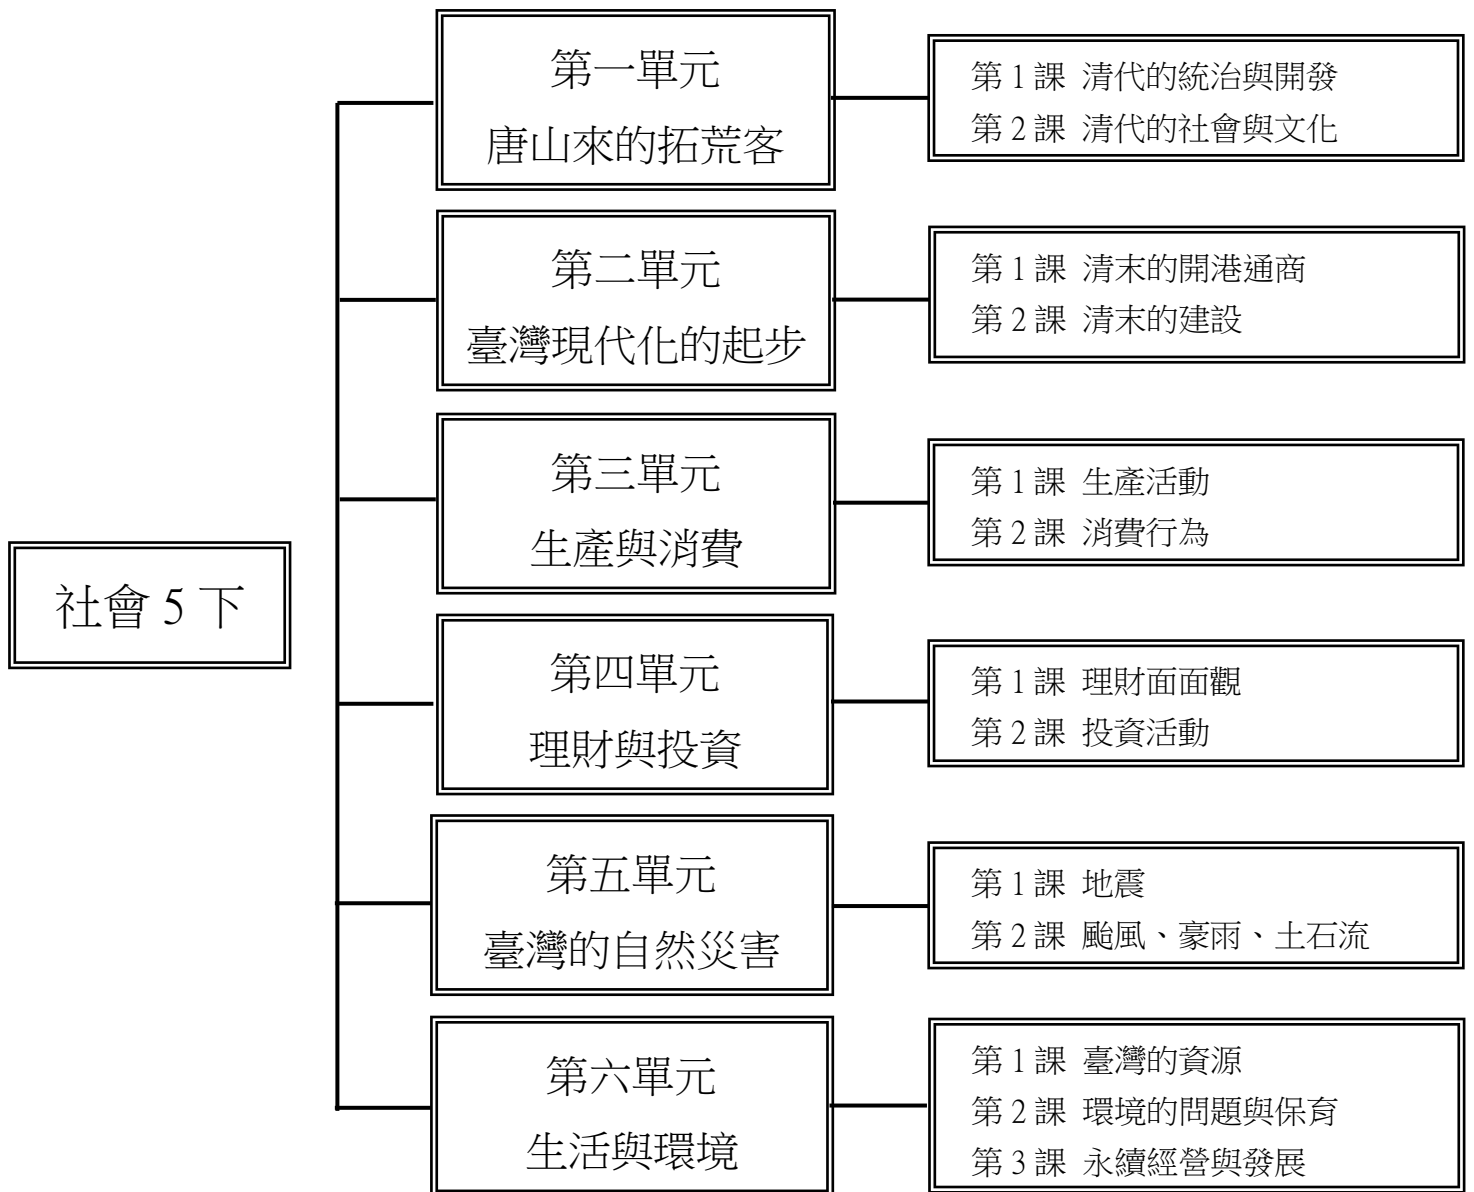 社會 5 下
第一單元
唐山來的拓荒客
第 1 課 清代的統治與開發
第 2 課 清代的社會與文化
第二單元
臺灣現代化的起步
第 1 課 清末的開港通商
第 2 課 清末的建設
第三單元
生產與消費
第 1 課 生產活動
第 2 課 消費行為
第四單元
理財與投資
第 1 課 理財面面觀
第 2 課 投資活動
第五單元
臺灣的自然災害
第 1 課 地震
第 2 課 颱風、豪雨、土石流
第六單元
生活與環境
第 1 課 臺灣的資源
第 2 課 環境的問題與保育
第 3 課 永續經營與發展